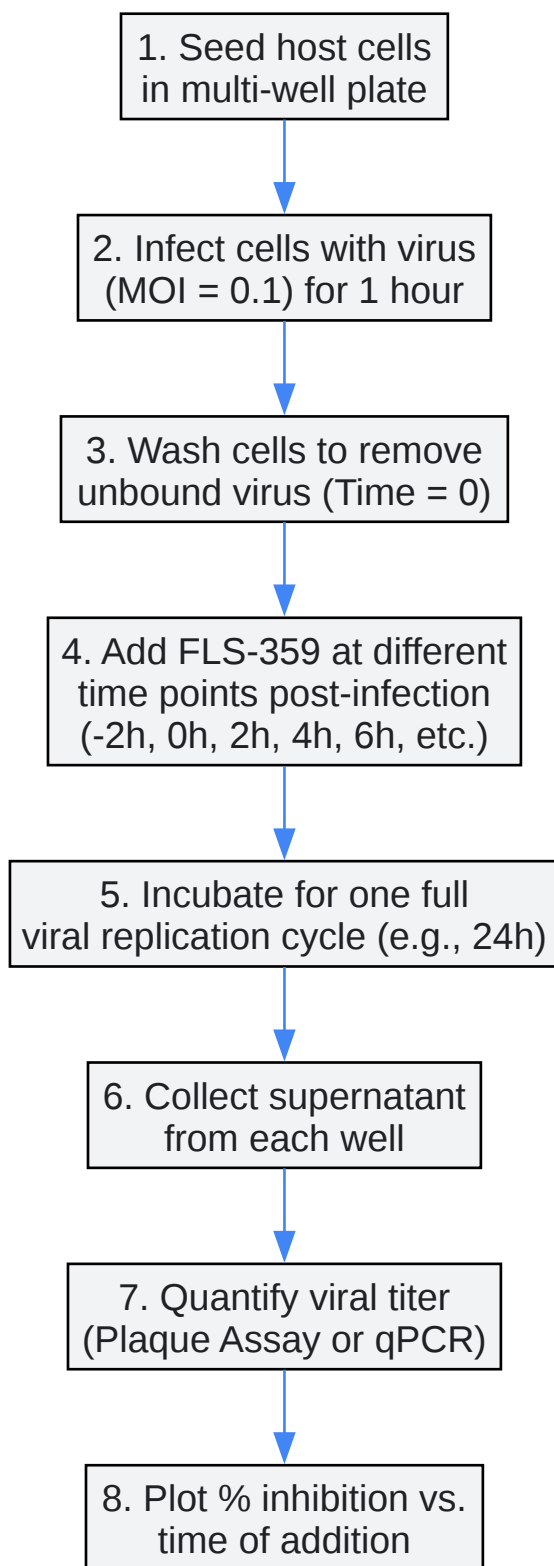 1. Seed host cells
in multi-well plate
2. Infect cells with virus
(MOI = 0.1) for 1 hour
3. Wash cells to remove
unbound virus (Time = 0)
4. Add FLS-359 at different
time points post-infection
(-2h, 0h, 2h, 4h, 6h, etc.)
5. Incubate for one full
viral replication cycle (e.g., 24h)
6. Collect supernatant
from each well
7. Quantify viral titer
(Plaque Assay or qPCR)
8. Plot % inhibition vs.
time of addition